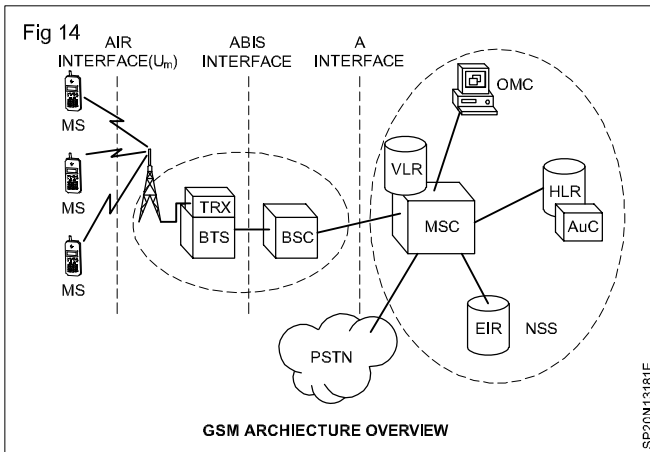 Fig 14
AIR
INTERFACE(Um)
ABIS
INTERFACE
A
INTERFACE
MS
MS
MS
TRX
BTS
BSC
VLR
MSC
OMC
HLR
AuC
EIR
NSS
PSTN
GSM ARCHIECTURE OVERVIEW
SP20N13181E